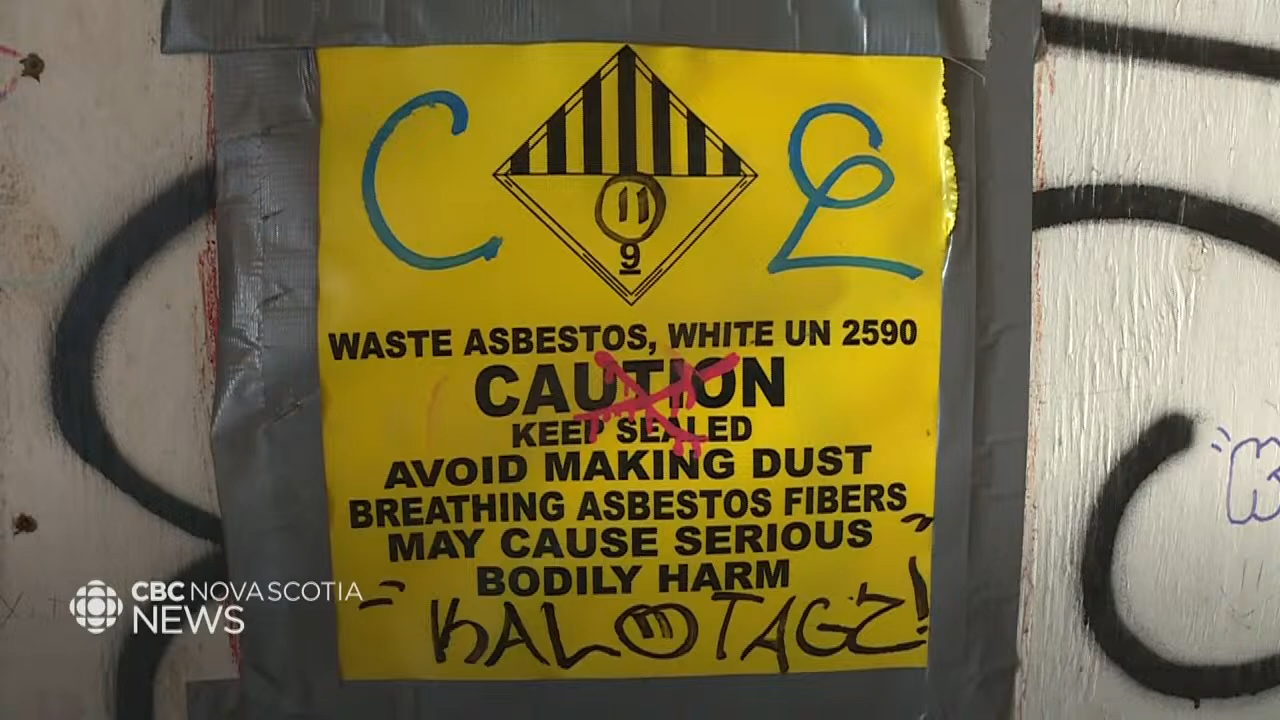 11
9
WASTE ASBESTOS, WHITE UN 2590
CAUTION
KEEP SEALED
AVOID MAKING DUST
BREATHING ASBESTOS FIBERS
MAY CAUSE SERIOUS
BODILY HARM
"KALOTAGZ!"
CBC NOVA SCOTIA
NEWS